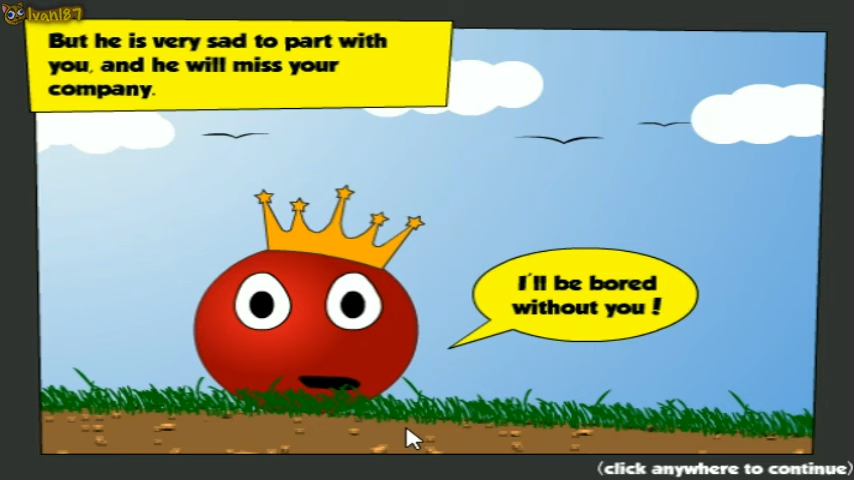 Ivan187
But he is very sad to part with
you, and he will miss your
company.
I'll be bored
without you!
(click anywhere to continue)